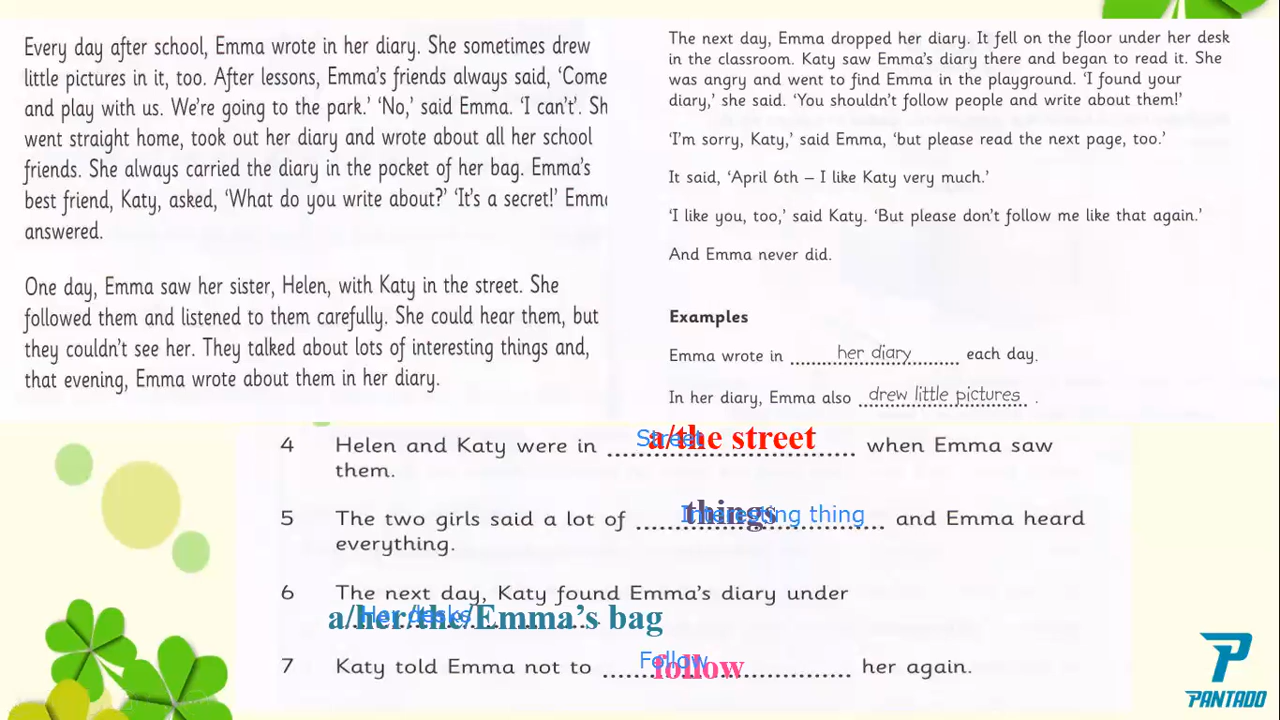 Every day after school, Emma wrote in her diary. She sometimes drew
little pictures in it, too. After lessons, Emma's friends always said, 'Come
and play with us. We're going to the park.' 'No,' said Emma. 'I can't'. Sh
went straight home, took out her diary and wrote about all her school
friends. She always carried the diary in the pocket of her bag. Emma's
best friend, Katy, asked, 'What do you write about?' 'It's a secret!' Emma
answered.
One day, Emma saw her sister, Helen, with Katy in the street. She
followed them and listened to them carefully. She could hear them, but
they couldn't see her. They talked about lots of interesting things and,
that evening, Emma wrote about them in her diary.
The next day, Emma dropped her diary. It fell on the floor under her desk
in the classroom. Katy saw Emma's diary there and began to read it. She
was angry and went to find Emma in the playground. 'I found your
diary,' she said. 'You shouldn't follow people and write about them!'
'I'm sorry, Katy,' said Emma, 'but please read the next page, too.'
It said, 'April 6th – I like Katy very much.'
'I like you, too,' said Katy. 'But please don't follow me like that again.'
And Emma never did.
Examples
Emma wrote in her diary each day.
In her diary, Emma also drew little pictures .
4 Helen and Katy were in a/the street Street when Emma saw
them.
5 The two girls said a lot of things Interesting thing and Emma heard
everything.
6 The next day, Katy found Emma's diary under
a/her/the/Emma's bag Her desks
7 Katy told Emma not to follow Follow her again.
PANTADO